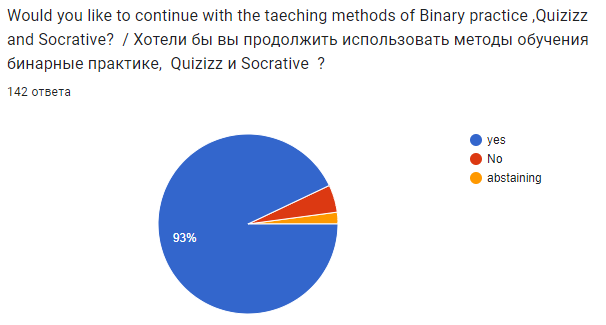 Would you like to continue with the taeching methods of Binary practice ,Quizizz
and Socrative? / Хотели бы вы продолжить использовать методы обучения
бинарные практике, Quizizz и Socrative ?
142 ответа
yes
No
abstaining
93%